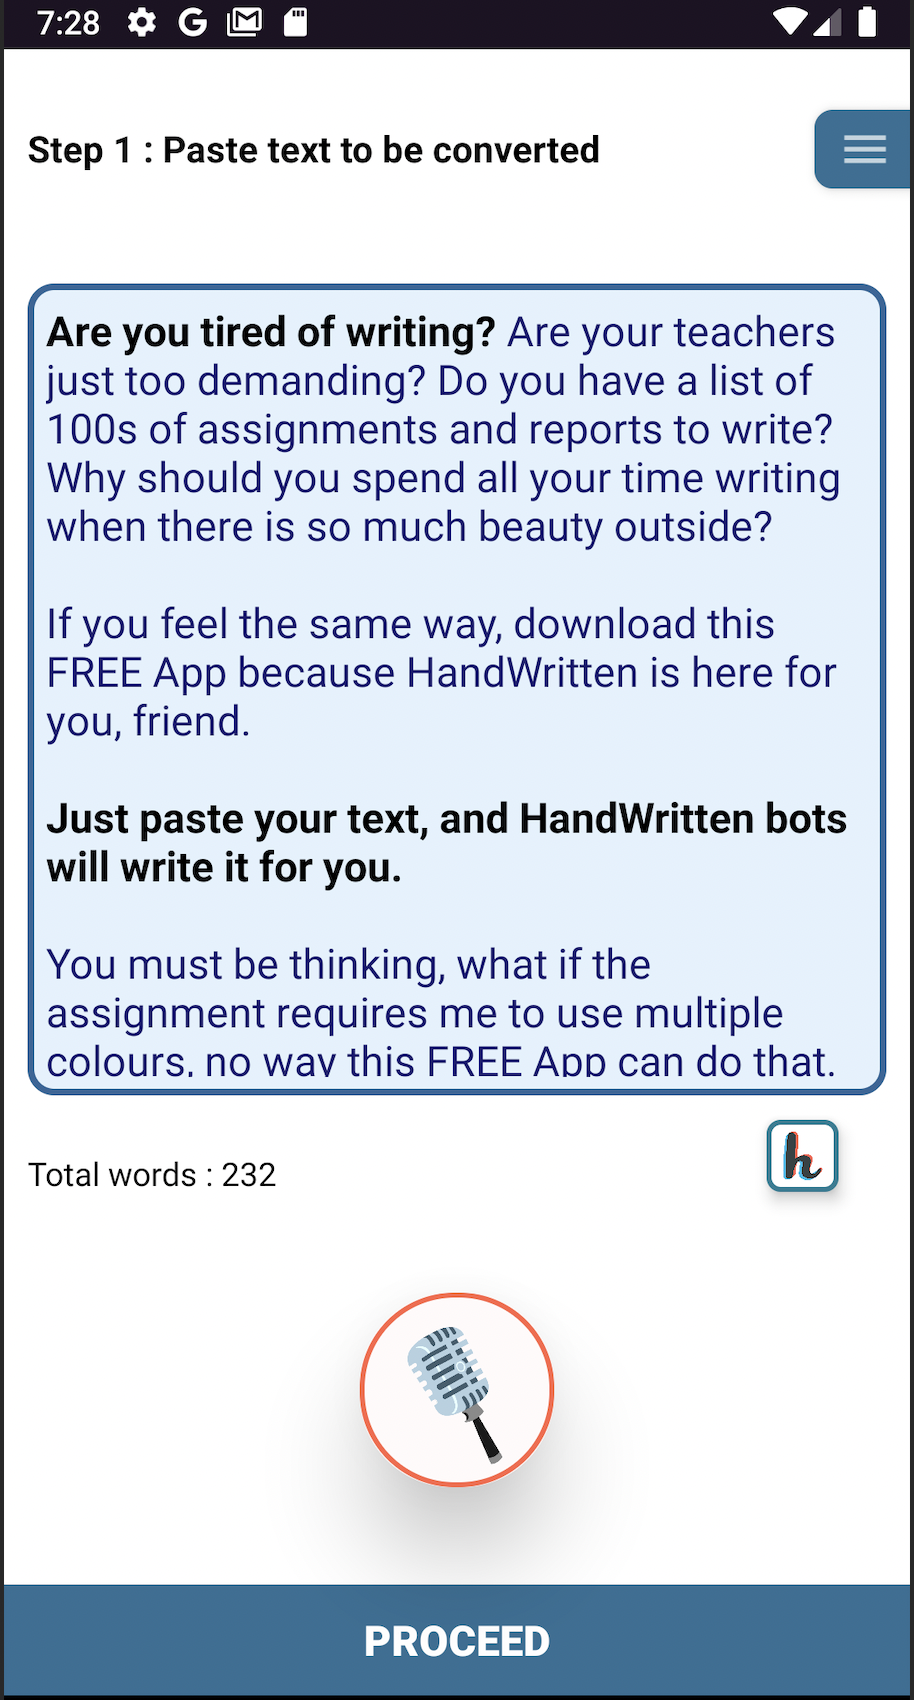 7:28
Step 1 : Paste text to be converted
Are you tired of writing? Are your teachers
just too demanding? Do you have a list of
100s of assignments and reports to write?
Why should you spend all your time writing
when there is so much beauty outside?
If you feel the same way, download this
FREE App because HandWritten is here for
you, friend.
Just paste your text, and HandWritten bots
will write it for you.
You must be thinking, what if the
assignment requires me to use multiple
colours, no way this FREE App can do that.
Total words : 232
h
PROCEED